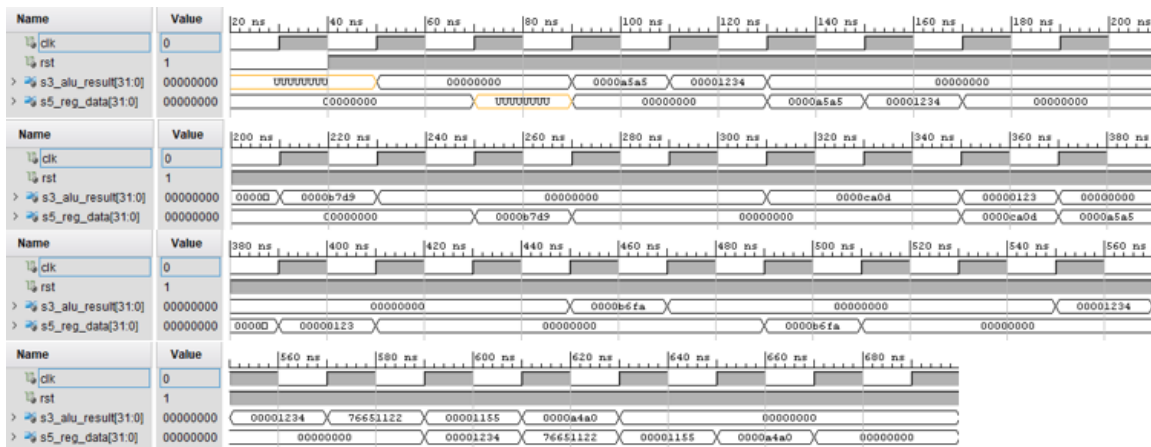 Name Value 20 ns 40 ns 60 ns 80 ns 100 ns 120 ns 140 ns 160 ns 180 ns 200 ns
clk 0
rst 1
> s3_alu_result[31:0] 00000000 UUUUUUUU 00000000 0000a5a5 00001234 00000000
> s5_reg_data[31:0] 00000000 00000000 UUUUUUUU 00000000 0000a5a5 00001234 00000000
Name Value 200 ns 220 ns 240 ns 260 ns 280 ns 300 ns 320 ns 340 ns 360 ns 380 ns
clk 0
rst 1
> s3_alu_result[31:0] 00000000 0000 0000b7d9 00000000 0000ca0d 00000123 00000000
> s5_reg_data[31:0] 00000000 00000000 0000b7d9 00000000 0000ca0d 0000a5a5
Name Value 380 ns 400 ns 420 ns 440 ns 460 ns 480 ns 500 ns 520 ns 540 ns 560 ns
clk 0
rst 1
> s3_alu_result[31:0] 00000000 00000000 0000b6fa 00000000 00001234
> s5_reg_data[31:0] 00000000 0000 00000123 00000000 0000b6fa 00000000
Name Value 560 ns 580 ns 600 ns 620 ns 640 ns 660 ns 680 ns
clk 0
rst 1
> s3_alu_result[31:0] 00000000 00001234 76651122 00001155 0000a4a0 00000000
> s5_reg_data[31:0] 00000000 00000000 00001234 76651122 00001155 0000a4a0 00000000